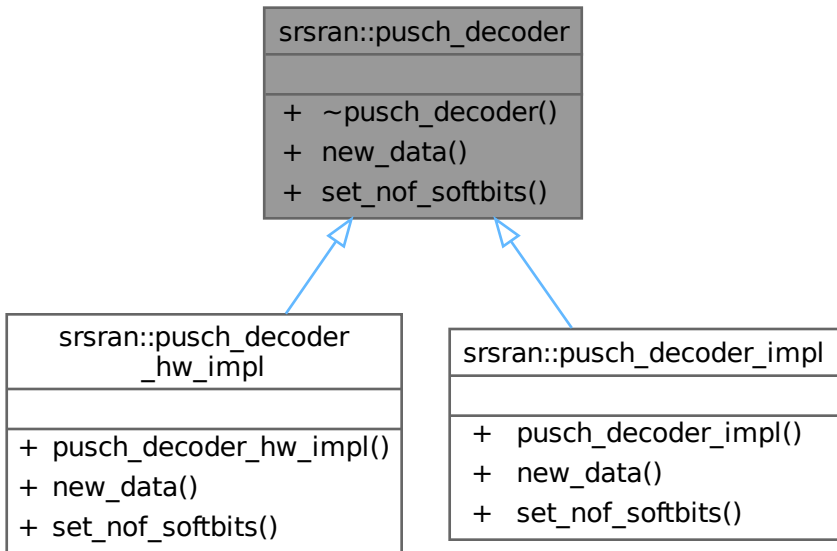 srsran::pusch_decoder
+ ~pusch_decoder()
+ new_data()
+ set_nof_softbits()
srsran::pusch_decoder
_hw_impl
+ pusch_decoder_hw_impl()
+ new_data()
+ set_nof_softbits()
srsran::pusch_decoder_impl
+ pusch_decoder_impl()
+ new_data()
+ set_nof_softbits()